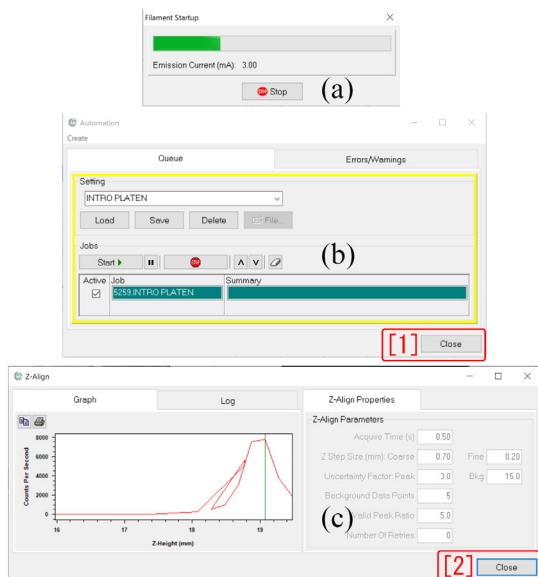 Filament Startup
Emission Current (mA): 3.00
Stop
(a)
Automation
Create
Queue Errors/Warnings
Setting
INTRO PLATEN
Load Save Delete File...
Jobs
Start
(b)
Active Job Summary
5259.INTRO PLATEN
[1] Close
Z-Align
Graph Log Z-Align Properties
Z-Align Parameters
Acquire Time (s) 0.50
Z Step Size (mm): Coarse 0.70 Fine 0.20
Uncertainty Factor: Peak 3.0 Bkg 15.0
Background Data Points 5
Valid Peak Ratio 5.0
Number Of Retries 0
Counts Per Second
8000
6000
4000
2000
0
16 17 18 19
Z-Height (mm)
(c)
[2] Close